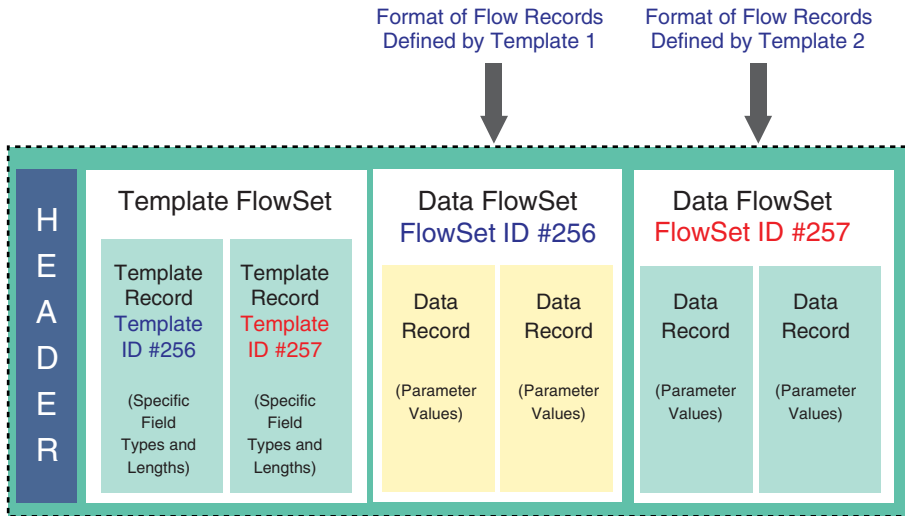 Format of Flow Records
Defined by Template 1
Format of Flow Records
Defined by Template 2
HEADER
Template FlowSet
Template
Record
Template
ID #256
(Specific
Field
Types and
Lengths)
Template
Record
Template
ID #257
(Specific
Field
Types and
Lengths)
Data FlowSet
FlowSet ID #256
Data
Record
(Parameter
Values)
Data
Record
(Parameter
Values)
Data FlowSet
FlowSet ID #257
Data
Record
(Parameter
Values)
Data
Record
(Parameter
Values)